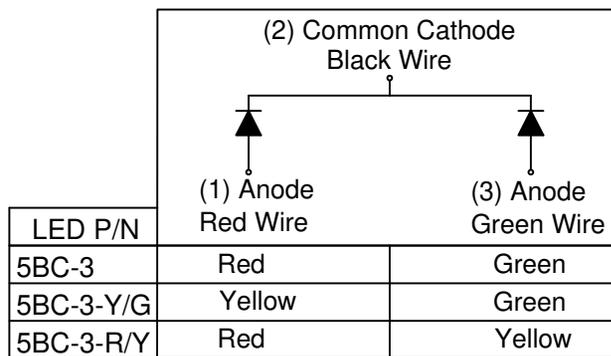 (2) Common Cathode
Black Wire
(1) Anode
Red Wire
(3) Anode
Green Wire
LED P/N
5BC-3 Red Green
5BC-3-Y/G Yellow Green
5BC-3-R/Y Red Yellow